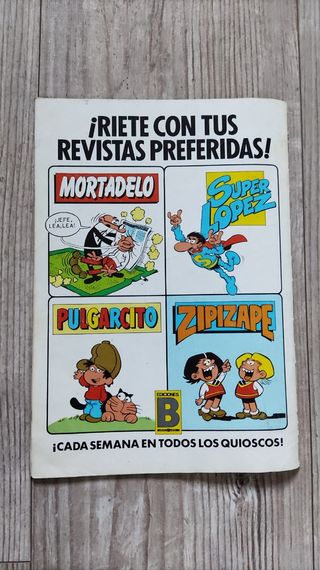 ¡RIETE CON TUS
REVISTAS PREFERIDAS!
MORTADELO
¡JEFE,
LEA, LEA!
SUPER
LOPEZ
PULGARCITO
ZIPIZAPE
EDICIONES
B
¡CADA SEMANA EN TODOS LOS QUIOSCOS!